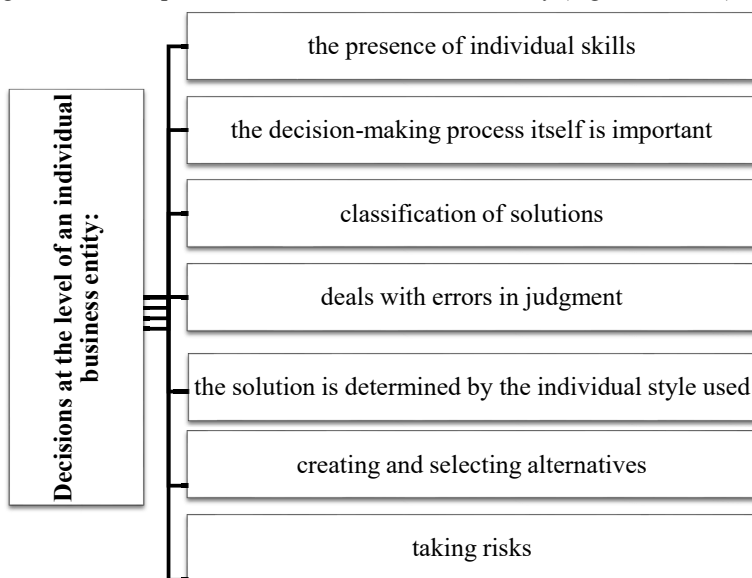 Decisions at the level of an individual
business entity:
the presence of individual skills
the decision-making process itself is important
classification of solutions
deals with errors in judgment
the solution is determined by the individual style used
creating and selecting alternatives
taking risks